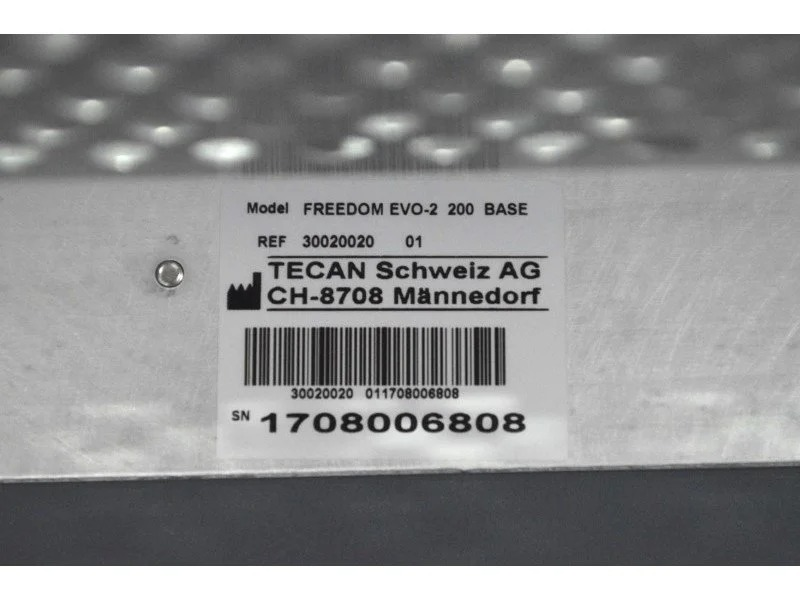 Model FREEDOM EVO-2 200 BASE
REF 30020020 01
TECAN Schweiz AG
CH-8708 Männedorf
30020020 011708006808
SN 1708006808